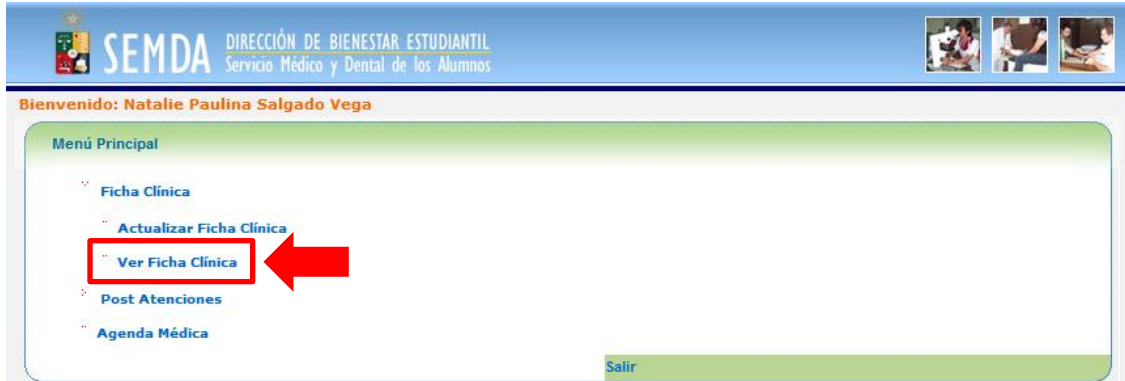 SEMDA
DIRECCIÓN DE BIENESTAR ESTUDIANTIL
Servicio Médico y Dental de los Alumnos
Bienvenido: Natalie Paulina Salgado Vega
Menú Principal
Ficha Clínica
Actualizar Ficha Clínica
Ver Ficha Clínica
Post Atenciones
Agenda Médica
Salir